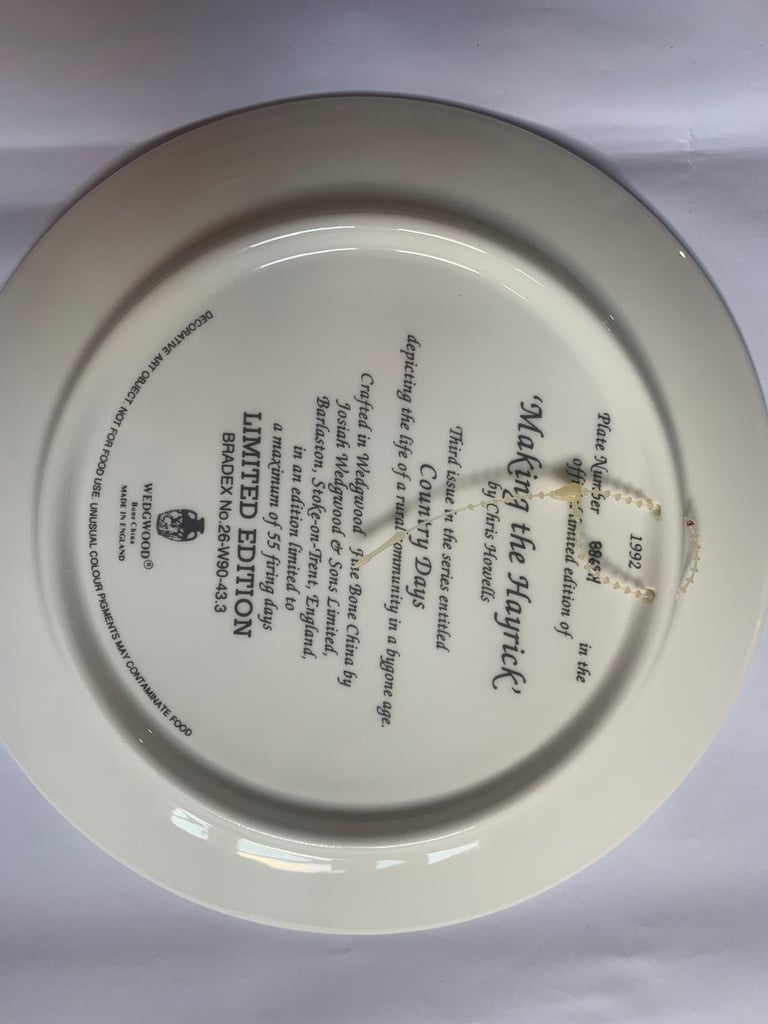 1992
Plate Number 8865H in the
official limited edition of
'Making the Hayrick'
by Chris Howells
Third issue in the series entitled
Country Days
depicting the life of a rural community in a bygone age.
Crafted in Wedgwood Fine Bone China by
Josiah Wedgwood & Sons Limited,
Barlaston, Stoke-on-Trent, England,
in an edition limited to
a maximum of 55 firing days
LIMITED EDITION
BRADEX No.26-W90-43.3
WEDGWOOD®
Bone China
MADE IN ENGLAND
DECORATIVE ART OBJECT. NOT FOR FOOD USE. UNUSUAL COLOUR PIGMENTS MAY CONTAMINATE FOOD